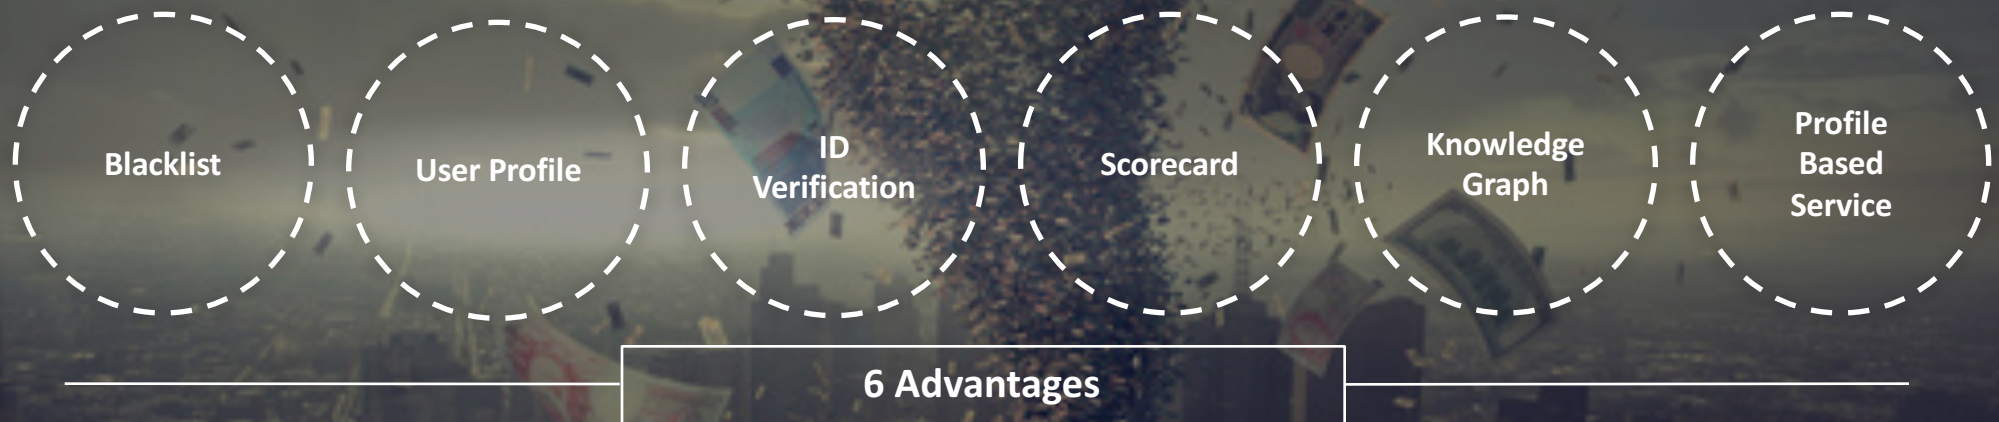 Blacklist
User Profile
ID
Verification
Scorecard
Knowledge
Graph
Profile
Based
Service
6 Advantages